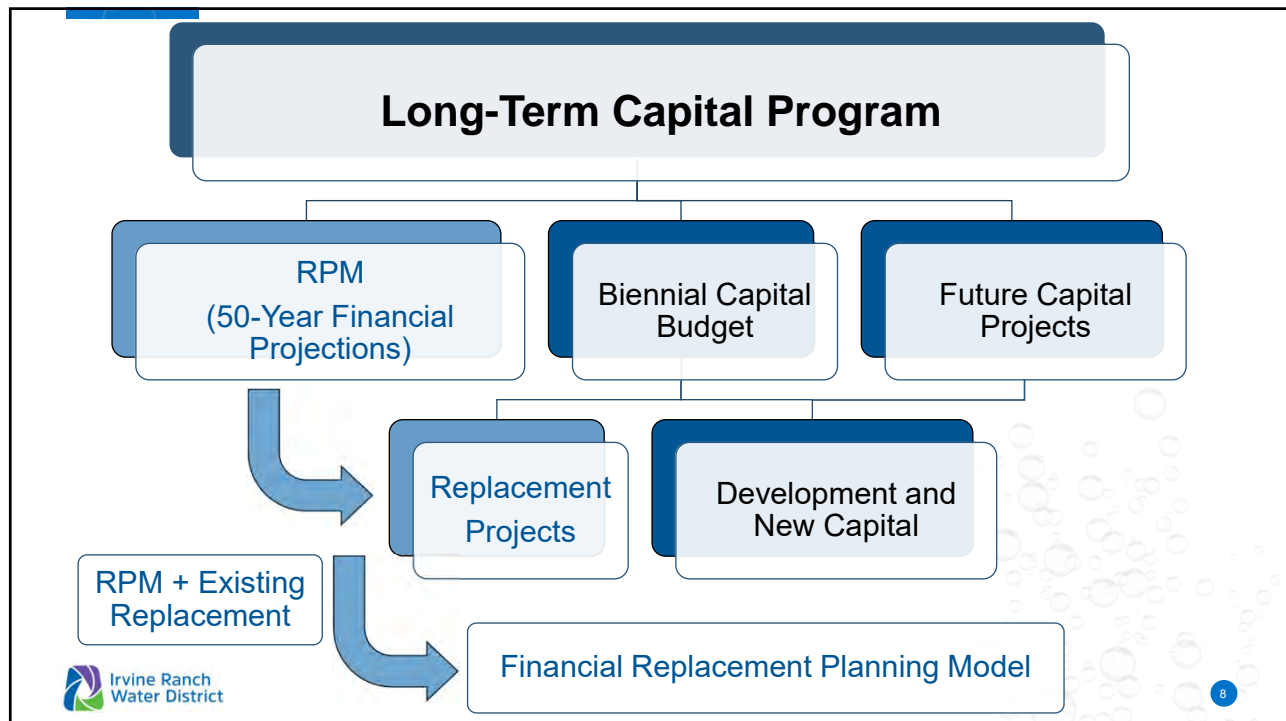 Long-Term Capital Program
RPM
(50-Year Financial
Projections)
Biennial Capital
Budget
Future Capital
Projects
Replacement
Projects
Development and
New Capital
RPM + Existing
Replacement
Financial Replacement Planning Model
Irvine Ranch
Water District
8